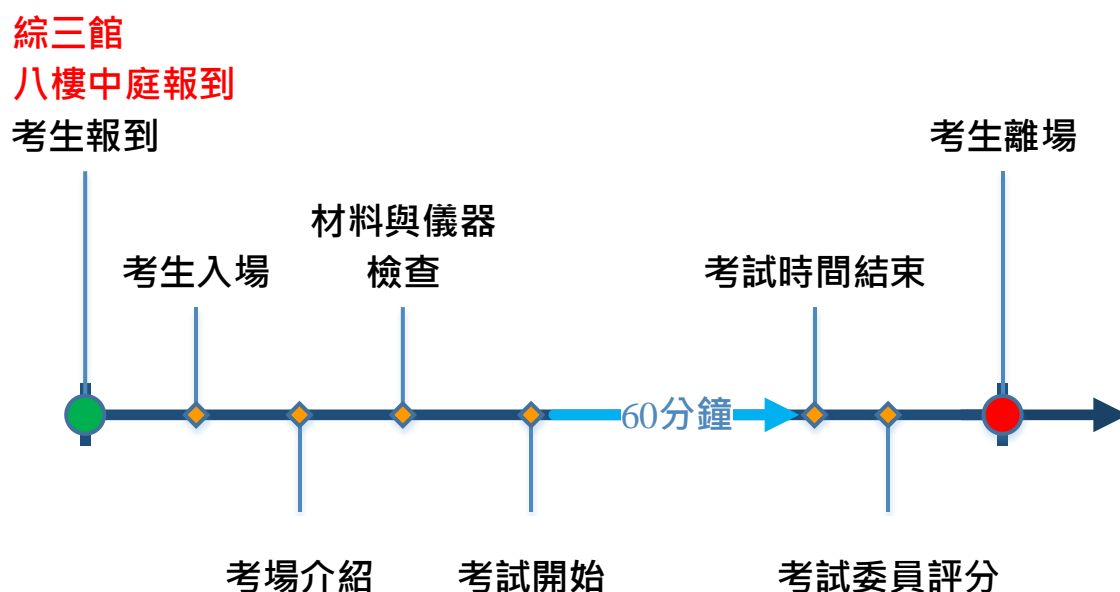 綜三館
八樓中庭報到
考生報到
考生離場
材料與儀器
檢查
考生入場
考試時間結束
60分鐘
考場介紹
考試開始
考試委員評分